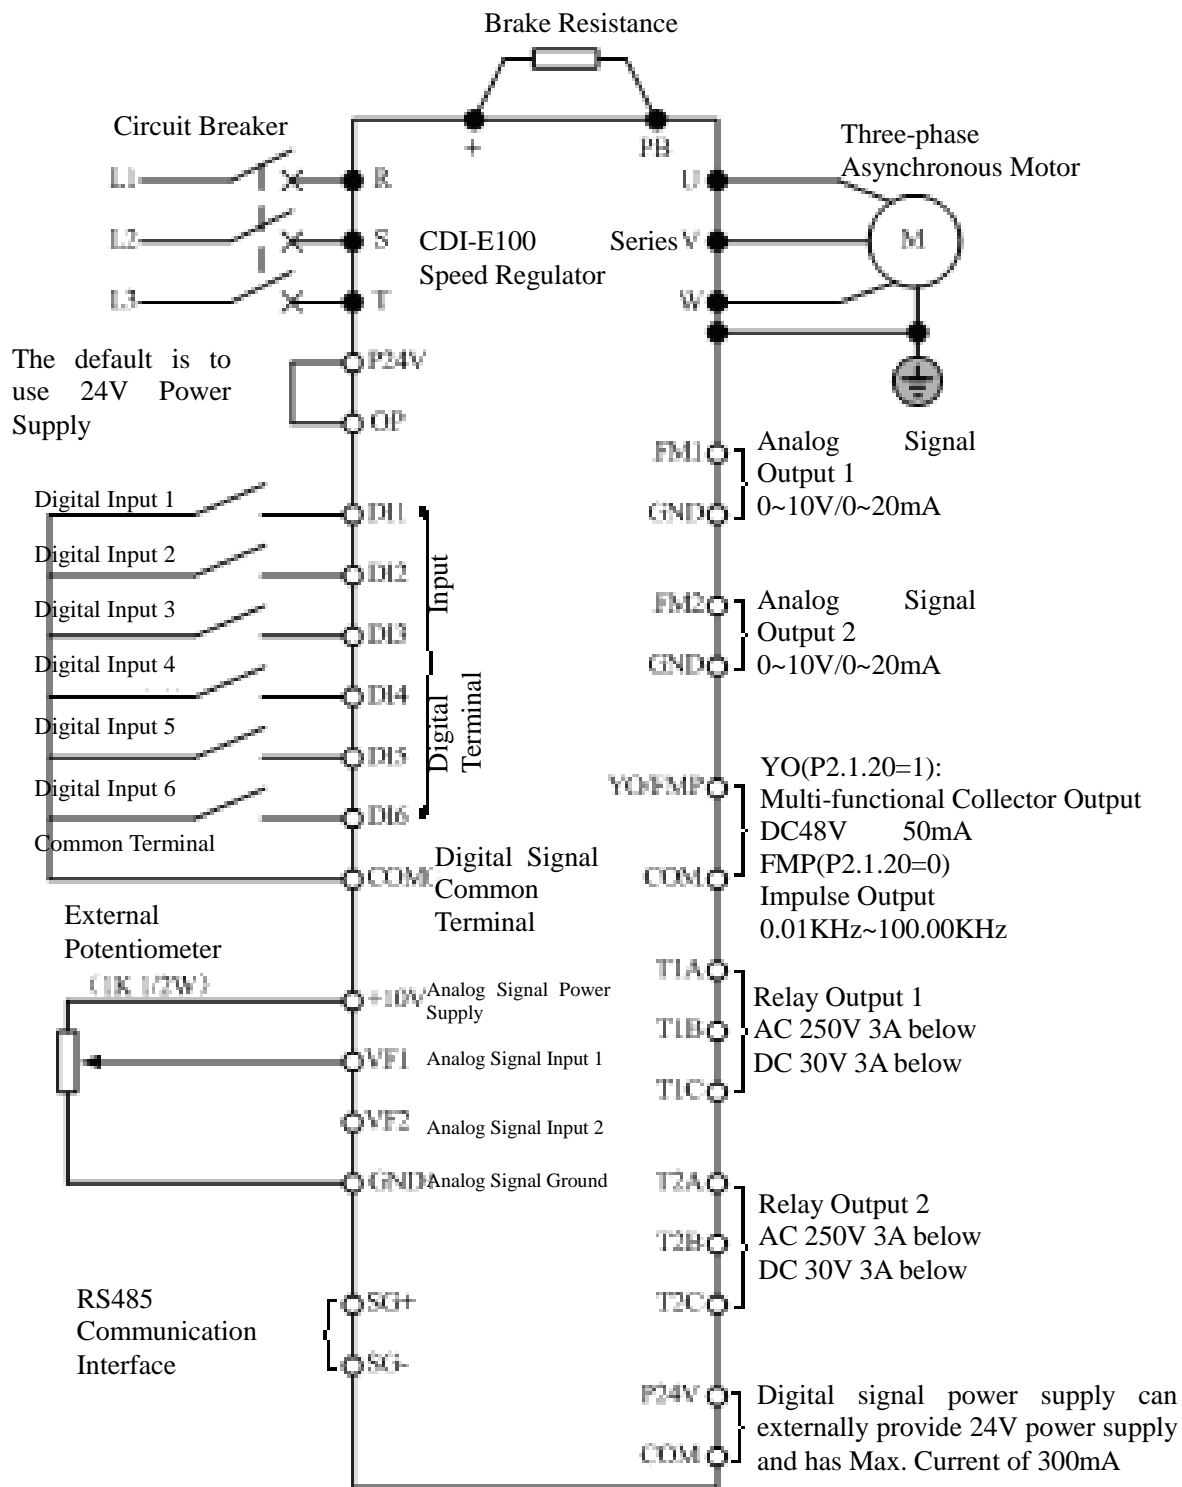 Brake Resistance
Circuit Breaker
+
PB
Three-phase
Asynchronous Motor
L1
R
U
L2
S
CDI-E100 Series
Speed Regulator
V
M
L3
T
W
The default is to
use 24V Power
Supply
P24V
OP
FM1
GND
Analog Signal
Output 1
0~10V/0~20mA
Digital Input 1
DI1
Digital Input 2
DI2
Digital Input 3
DI3
Digital Input 4
DI4
Digital Input 5
DI5
Digital Input 6
DI6
Digital Input
Terminal
Common Terminal
COM
Digital Signal
Common
Terminal
FM2
GND
Analog Signal
Output 2
0~10V/0~20mA
YO/FMP
COM
YO(P2.1.20=1):
Multi-functional Collector Output
DC48V 50mA
FMP(P2.1.20=0)
Impulse Output
0.01KHz~100.00KHz
External
Potentiometer
(1K 1/2W)
+10V
Analog Signal Power
Supply
VF1
Analog Signal Input 1
VF2
Analog Signal Input 2
GND
Analog Signal Ground
T1A
T1B
T1C
Relay Output 1
AC 250V 3A below
DC 30V 3A below
T2A
T2B
T2C
Relay Output 2
AC 250V 3A below
DC 30V 3A below
RS485
Communication
Interface
SG+
SG-
P24V
COM
Digital signal power supply can
externally provide 24V power supply
and has Max. Current of 300mA